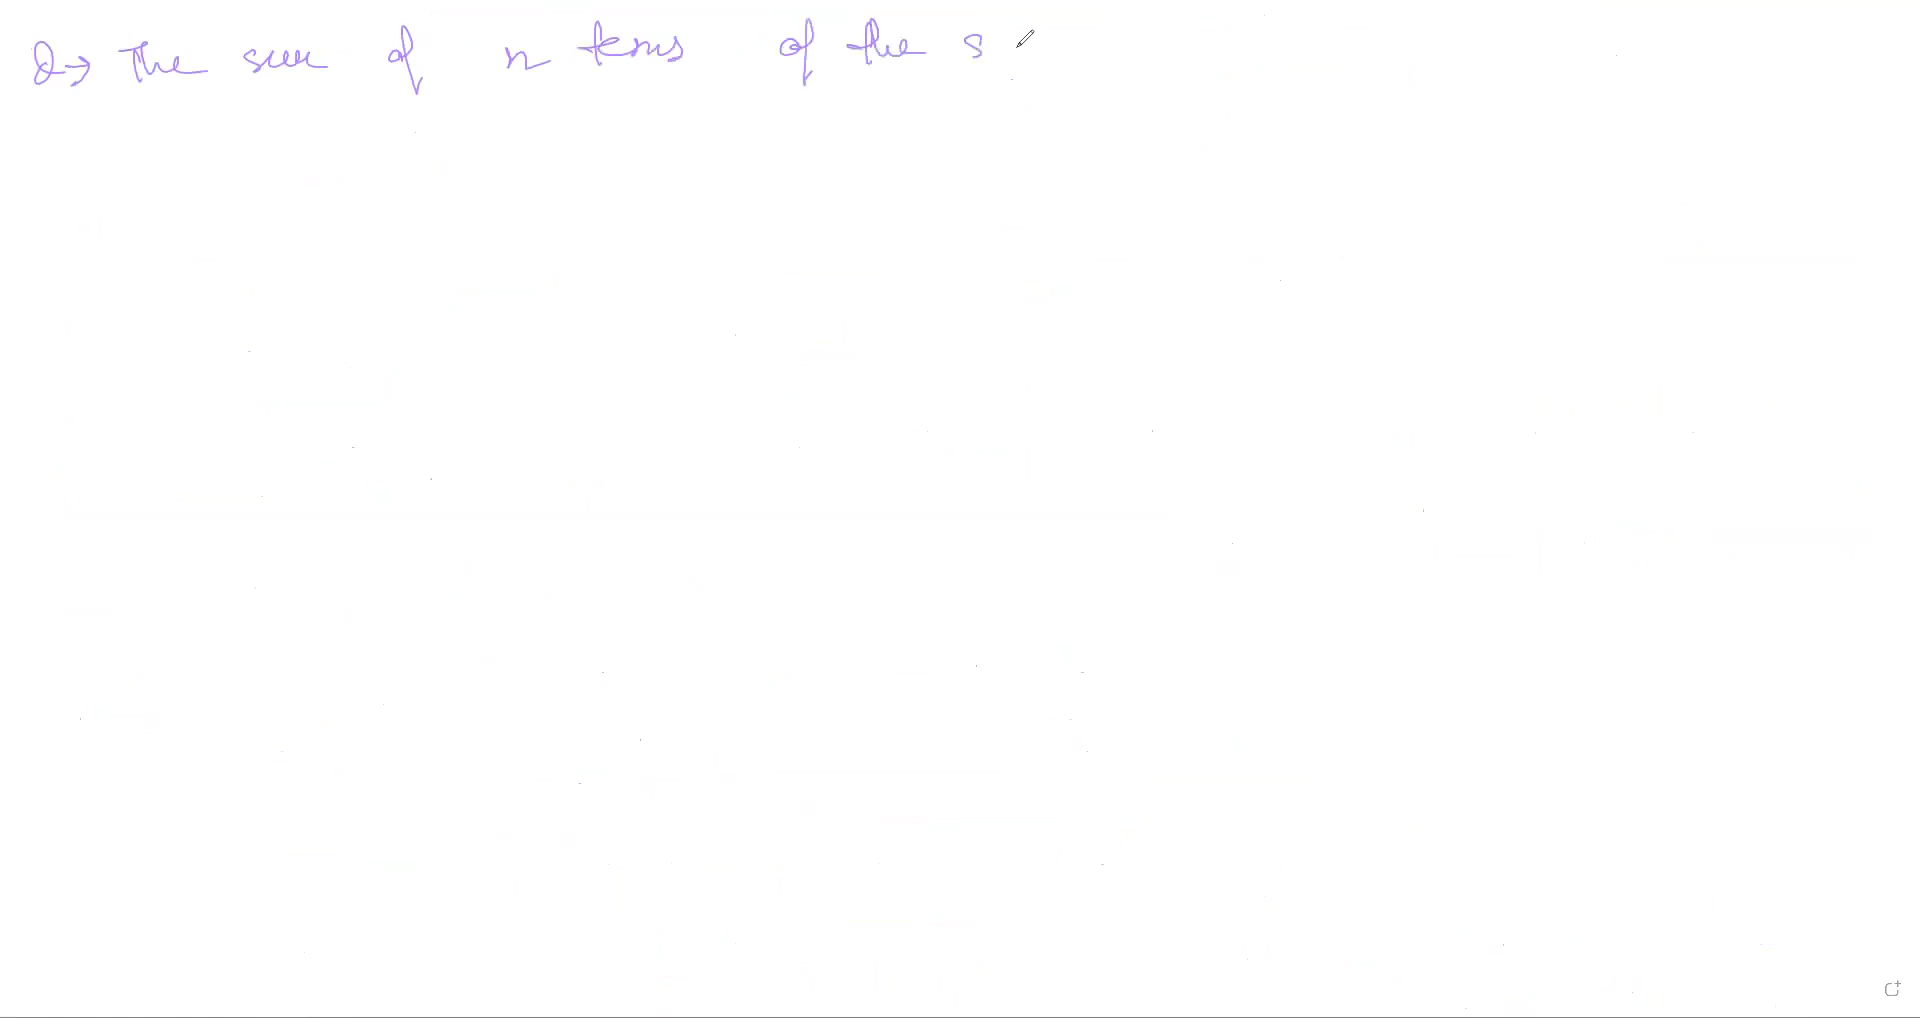 Q→ The sum of n terms of the s